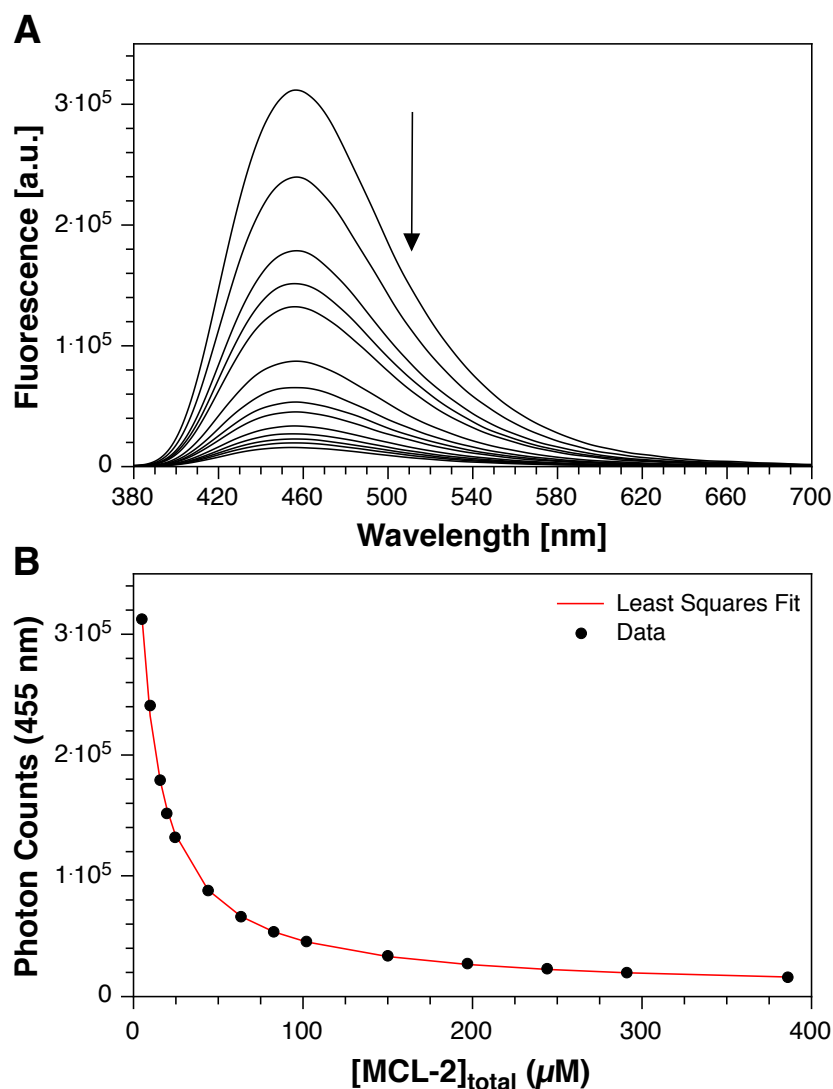 A
Fluorescence [a.u.]
3·10⁵
2·10⁵
1·10⁵
0
380 420 460 500 540 580 620 660 700
Wavelength [nm]
B
Photon Counts (455 nm)
3·10⁵
2·10⁵
1·10⁵
0
Least Squares Fit
Data
0 100 200 300 400
[MCL-2]total (µM)